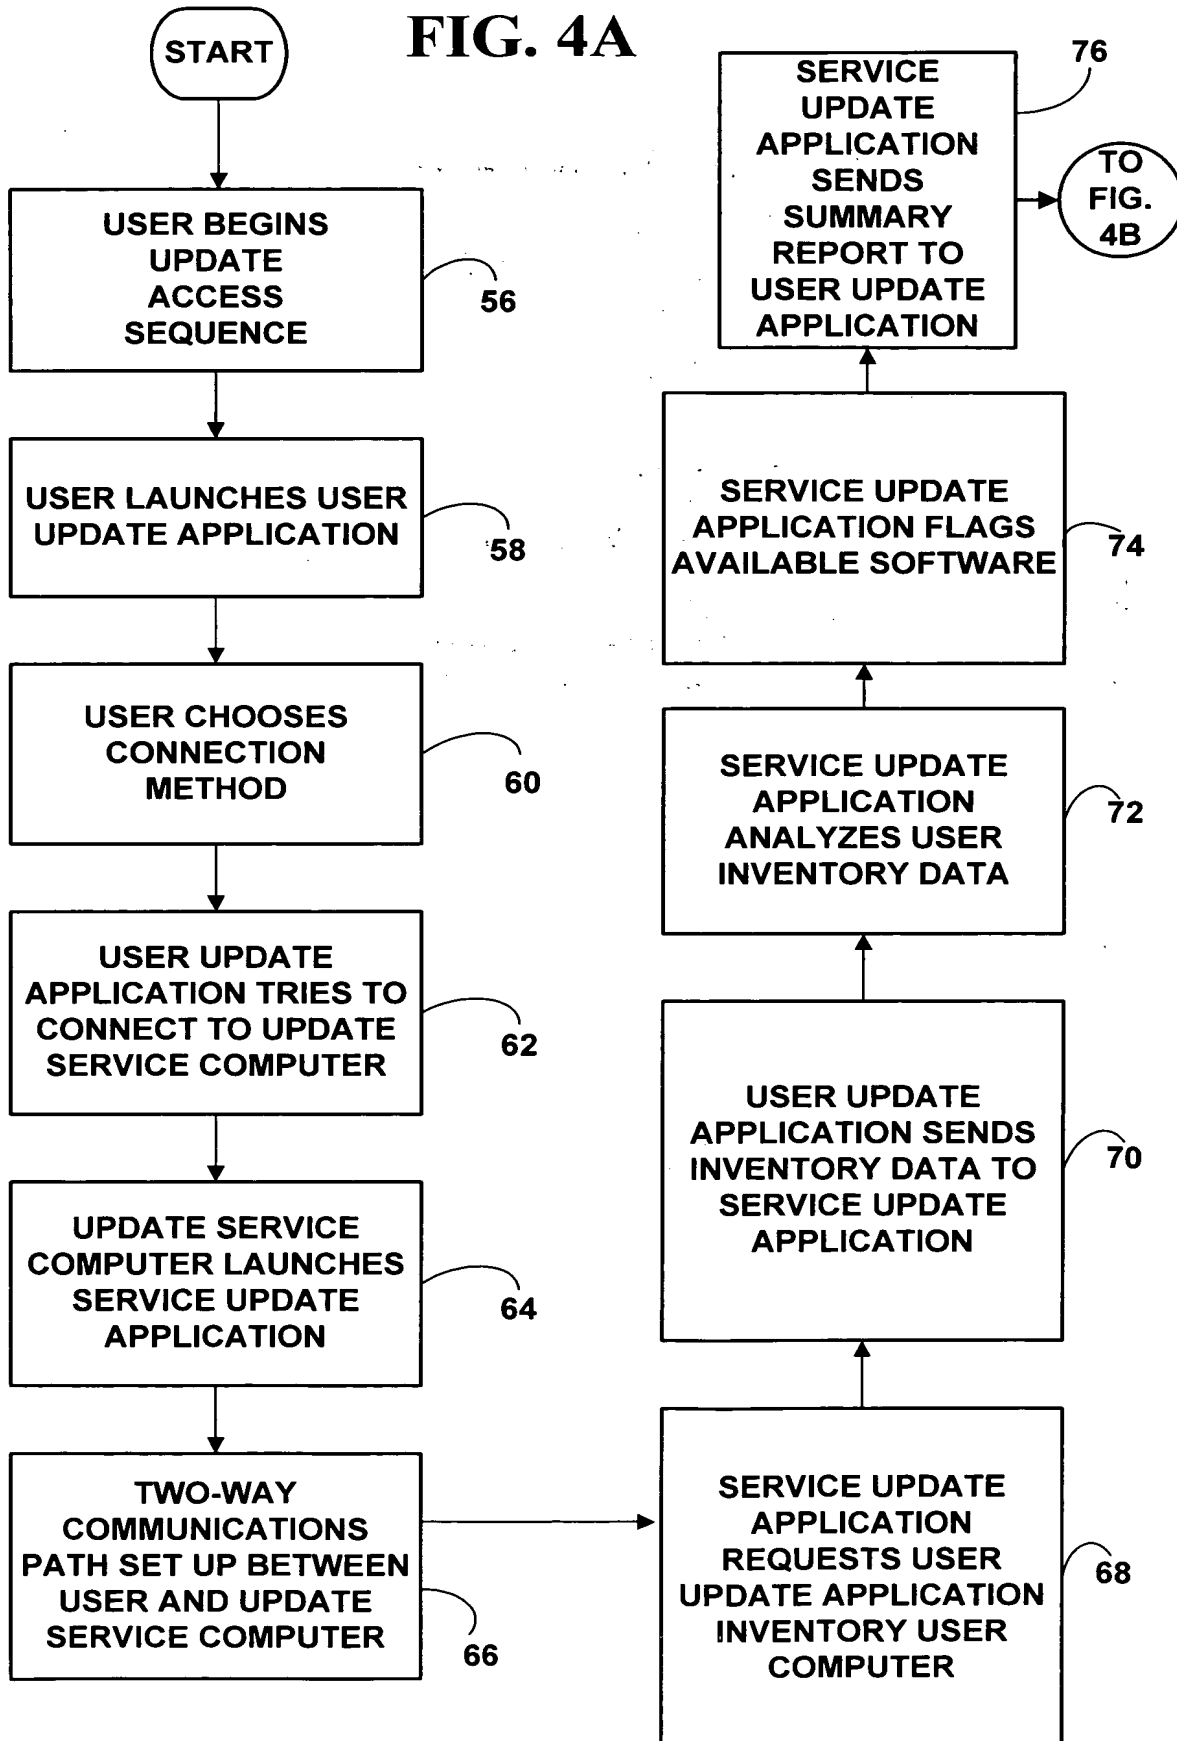 FIG. 4A
START
USER BEGINS
UPDATE
ACCESS
SEQUENCE
56
USER LAUNCHES USER
UPDATE APPLICATION
58
USER CHOOSES
CONNECTION
METHOD
60
USER UPDATE
APPLICATION TRIES TO
CONNECT TO UPDATE
SERVICE COMPUTER
62
UPDATE SERVICE
COMPUTER LAUNCHES
SERVICE UPDATE
APPLICATION
64
TWO-WAY
COMMUNICATIONS
PATH SET UP BETWEEN
USER AND UPDATE
SERVICE COMPUTER
66
SERVICE UPDATE
APPLICATION
REQUESTS USER
UPDATE APPLICATION
INVENTORY USER
COMPUTER
68
USER UPDATE
APPLICATION SENDS
INVENTORY DATA TO
SERVICE UPDATE
APPLICATION
70
SERVICE UPDATE
APPLICATION
ANALYZES USER
INVENTORY DATA
72
SERVICE UPDATE
APPLICATION FLAGS
AVAILABLE SOFTWARE
74
SERVICE
UPDATE
APPLICATION
SENDS
SUMMARY
REPORT TO
USER UPDATE
APPLICATION
76
TO
FIG.
4B